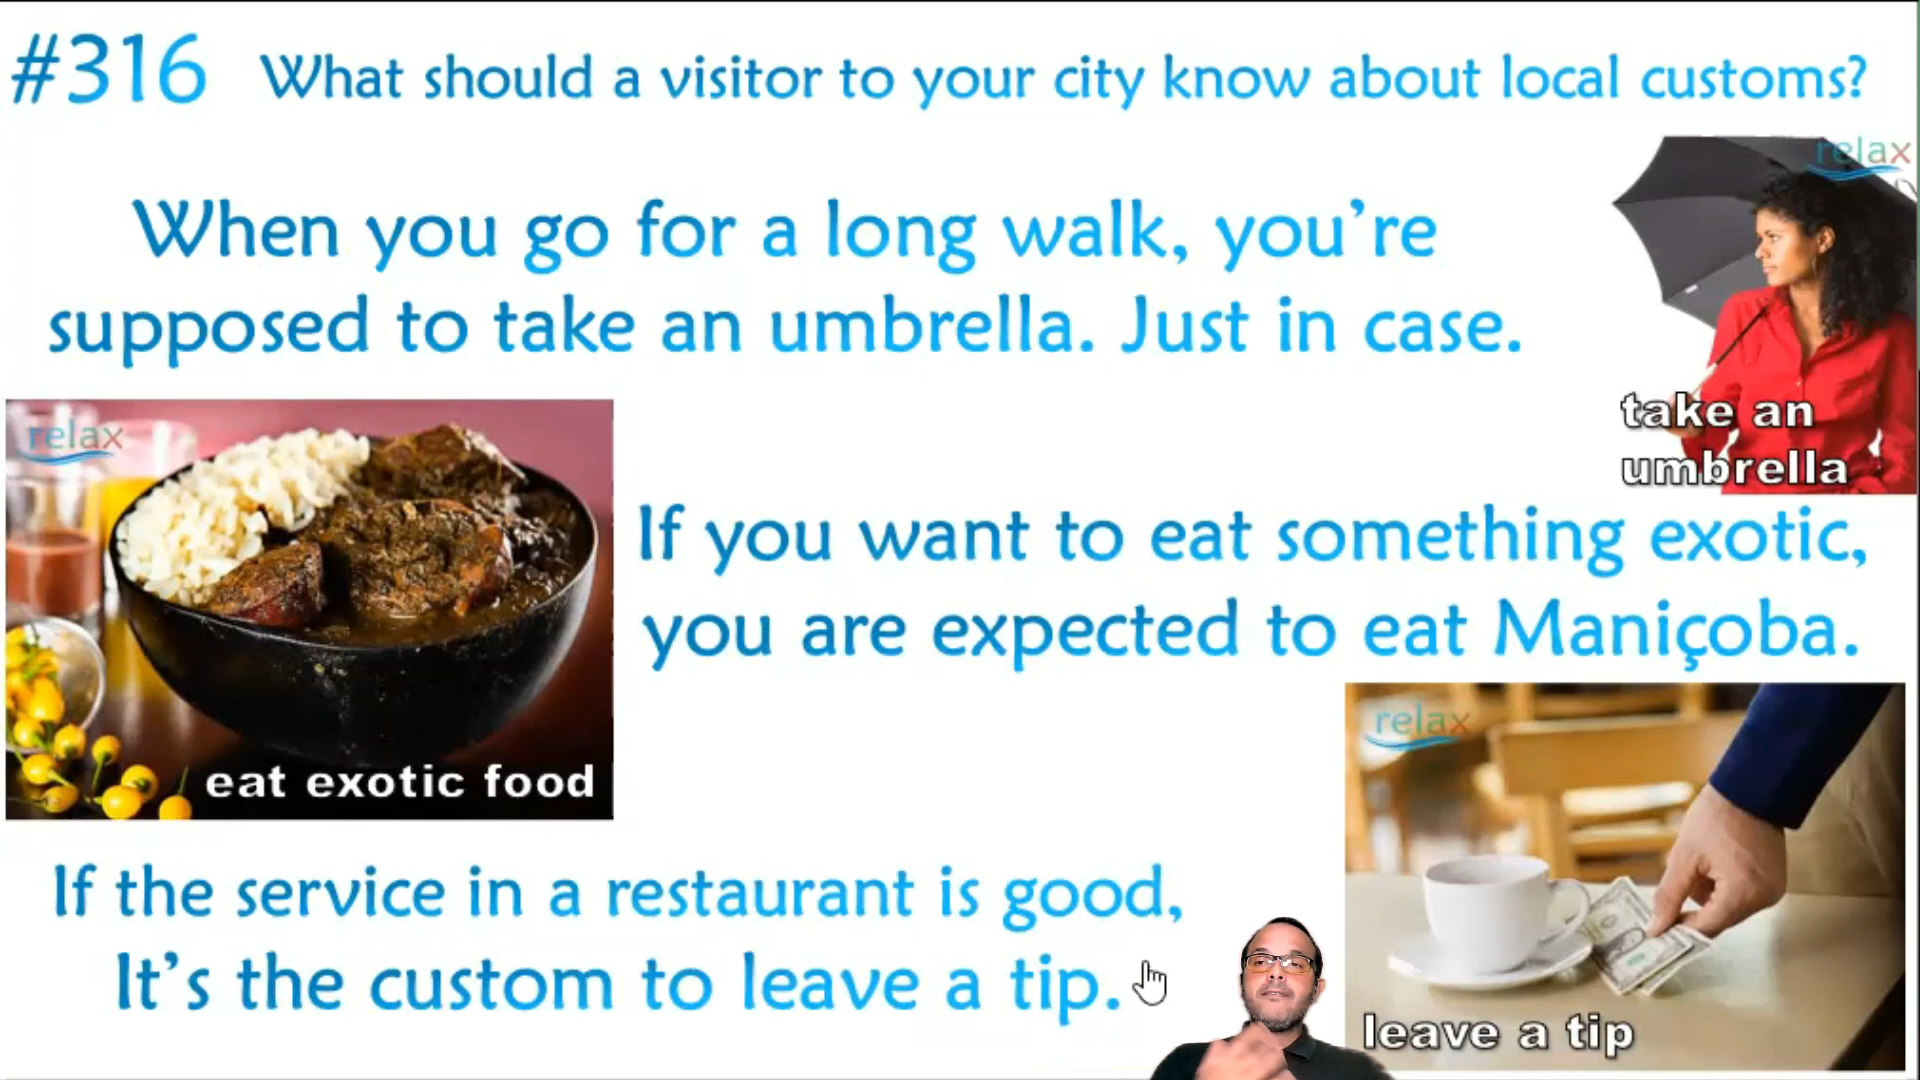 #316 What should a visitor to your city know about local customs?
relax
When you go for a long walk, you're
supposed to take an umbrella. Just in case.
take an
umbrella
relax
eat exotic food
If you want to eat something exotic,
you are expected to eat Maniçoba.
relax
If the service in a restaurant is good,
It's the custom to leave a tip.
leave a tip